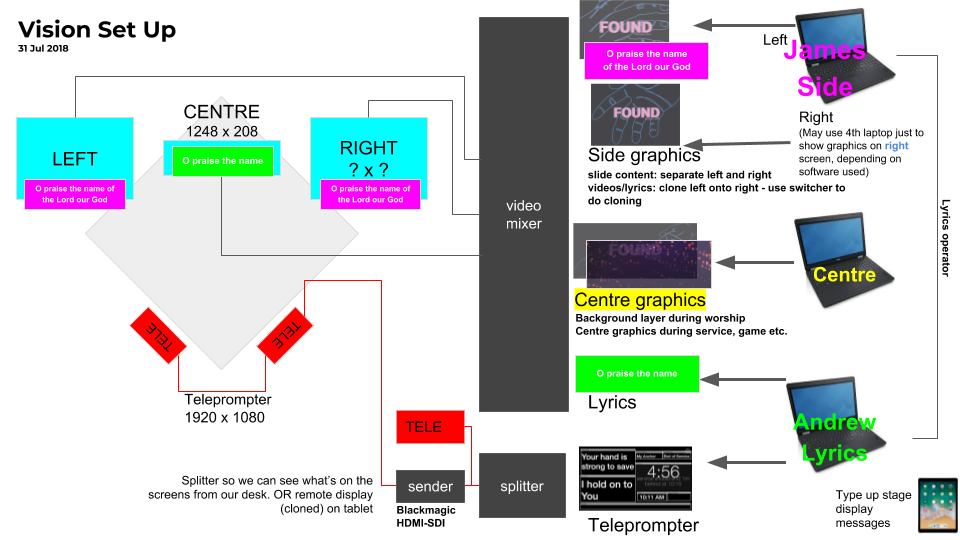 Vision Set Up
31 Jul 2018
CENTRE
1248 x 208
O praise the name
LEFT
O praise the name of
the Lord our God
RIGHT
? x ?
O praise the name of
the Lord our God
TELE
TELE
Teleprompter
1920 x 1080
Splitter so we can see what's on the
screens from our desk. OR remote display
(cloned) on tablet
TELE
sender
Blackmagic
HDMI-SDI
splitter
video
mixer
FOUND
O praise the name
of the Lord our God
FOUND
Side graphics
slide content: separate left and right
videos/lyrics: clone left onto right - use switcher to
do cloning
Left
James
Side
Right
(May use 4th laptop just to
show graphics on right
screen, depending on
software used)
FOUND
Centre graphics
Background layer during worship
Centre graphics during service, game etc.
Centre
Lyrics operator
O praise the name
Lyrics
Andrew
Lyrics
Your hand is
strong to save
I hold on to
You
My Anchor
End of Service
4:56
10:11 AM
Teleprompter
Type up stage
display
messages